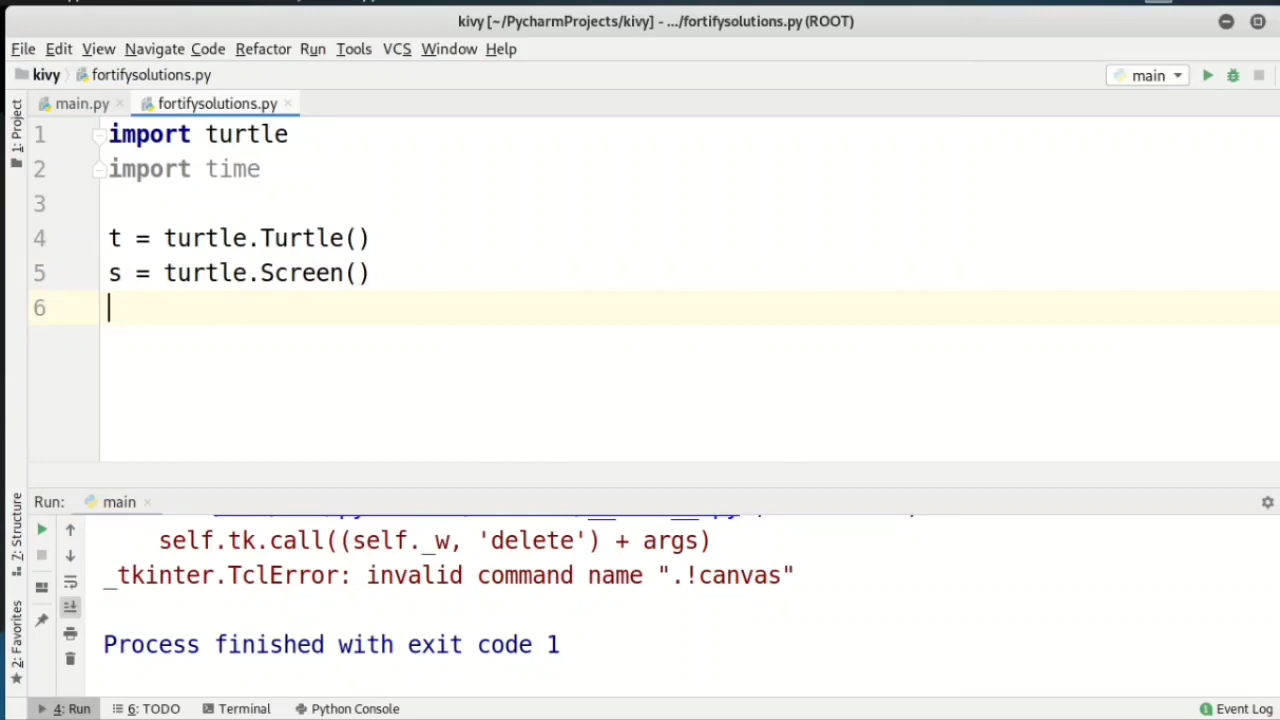 kivy [~/PycharmProjects/kivy] - .../fortifysolutions.py (ROOT)
File Edit View Navigate Code Refactor Run Tools VCS Window Help
kivy fortifysolutions.py main
main.py fortifysolutions.py
1: Project
1 import turtle
2 import time
3
4 t = turtle.Turtle()
5 s = turtle.Screen()
6
Run: main
7: Structure
2: Favorites
self.tk.call((self._w, 'delete') + args)
_tkinter.TclError: invalid command name ".!canvas"
Process finished with exit code 1
4: Run 6: TODO Terminal Python Console 1 Event Log